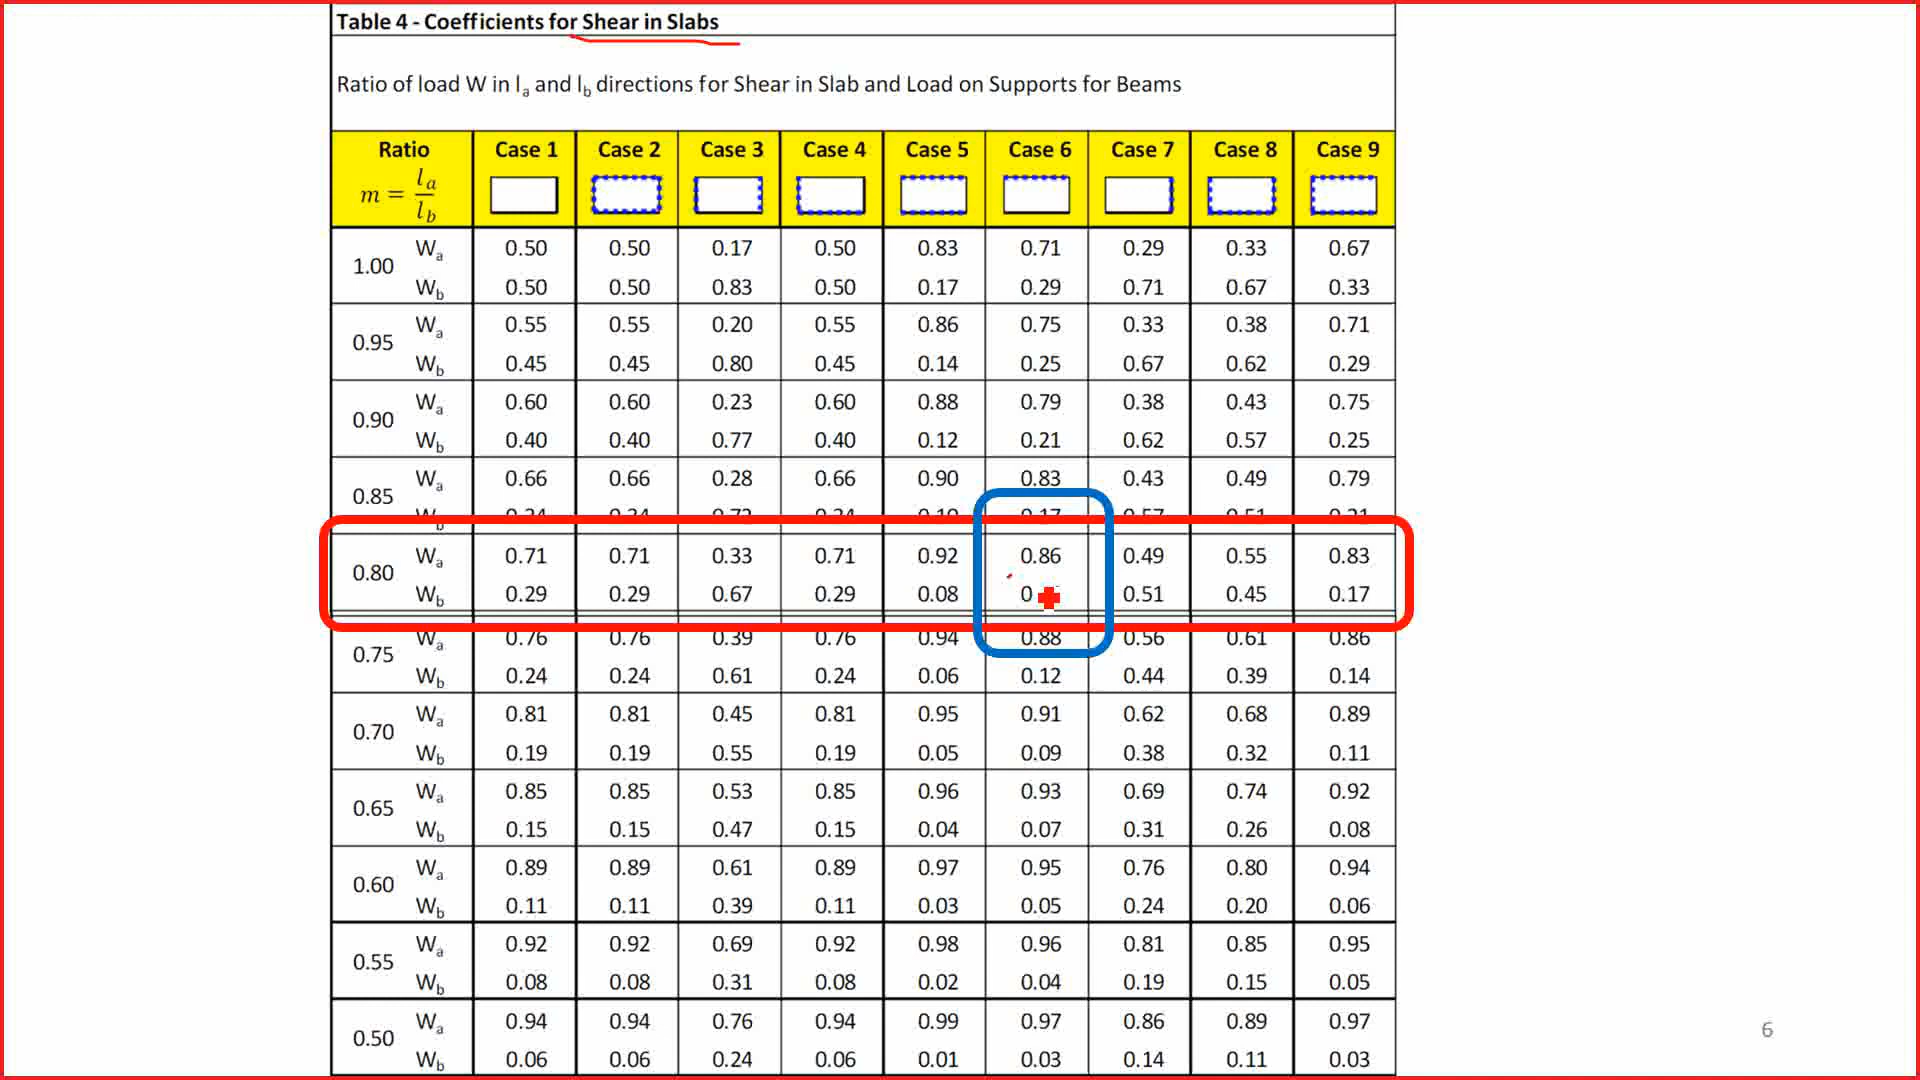 Table 4 - Coefficients for Shear in Slabs
Ratio of load W in la and lb directions for Shear in Slab and Load on Supports for Beams
Ratio m = la/lb Case 1 Case 2 Case 3 Case 4 Case 5 Case 6 Case 7 Case 8 Case 9
1.00 Wa 0.50 0.50 0.17 0.50 0.83 0.71 0.29 0.33 0.67
Wb 0.50 0.50 0.83 0.50 0.17 0.29 0.71 0.67 0.33
0.95 Wa 0.55 0.55 0.20 0.55 0.86 0.75 0.33 0.38 0.71
Wb 0.45 0.45 0.80 0.45 0.14 0.25 0.67 0.62 0.29
0.90 Wa 0.60 0.60 0.23 0.60 0.88 0.79 0.38 0.43 0.75
Wb 0.40 0.40 0.77 0.40 0.12 0.21 0.62 0.57 0.25
0.85 Wa 0.66 0.66 0.28 0.66 0.90 0.83 0.43 0.49 0.79
Wb 0.34 0.34 0.72 0.34 0.10 0.17 0.57 0.51 0.21
0.80 Wa 0.71 0.71 0.33 0.71 0.92 0.86 0.49 0.55 0.83
Wb 0.29 0.29 0.67 0.29 0.08 0.51 0.45 0.17
0.75 Wa 0.76 0.76 0.39 0.76 0.94 0.88 0.56 0.61 0.86
Wb 0.24 0.24 0.61 0.24 0.06 0.12 0.44 0.39 0.14
0.70 Wa 0.81 0.81 0.45 0.81 0.95 0.91 0.62 0.68 0.89
Wb 0.19 0.19 0.55 0.19 0.05 0.09 0.38 0.32 0.11
0.65 Wa 0.85 0.85 0.53 0.85 0.96 0.93 0.69 0.74 0.92
Wb 0.15 0.15 0.47 0.15 0.04 0.07 0.31 0.26 0.08
0.60 Wa 0.89 0.89 0.61 0.89 0.97 0.95 0.76 0.80 0.94
Wb 0.11 0.11 0.39 0.11 0.03 0.05 0.24 0.20 0.06
0.55 Wa 0.92 0.92 0.69 0.92 0.98 0.96 0.81 0.85 0.95
Wb 0.08 0.08 0.31 0.08 0.02 0.04 0.19 0.15 0.05
0.50 Wa 0.94 0.94 0.76 0.94 0.99 0.97 0.86 0.89 0.97
Wb 0.06 0.06 0.24 0.06 0.01 0.03 0.14 0.11 0.03
6